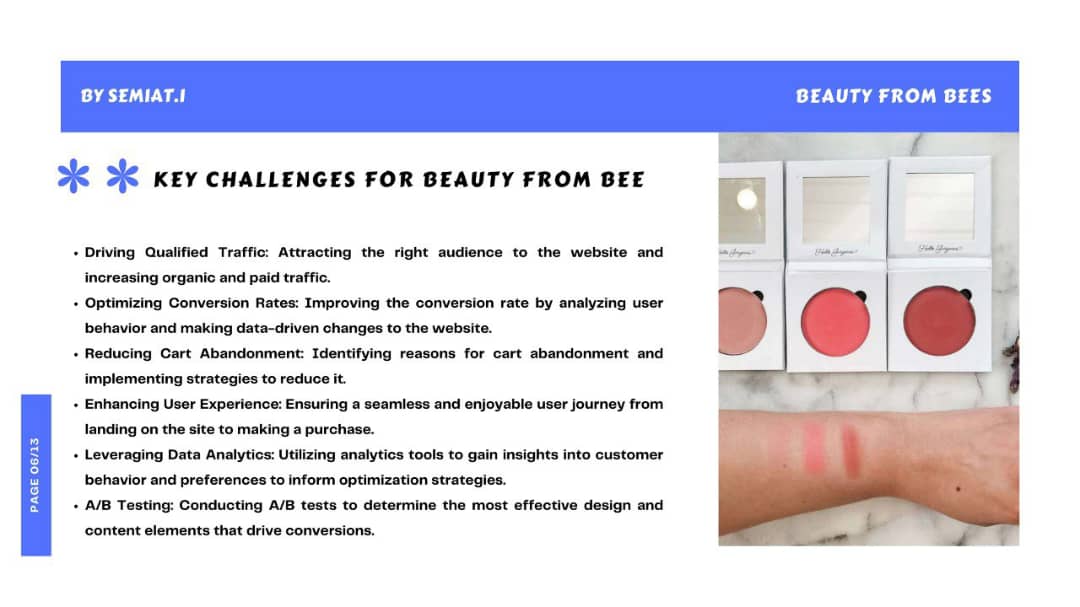 BY SEMIAT.I
BEAUTY FROM BEES
KEY CHALLENGES FOR BEAUTY FROM BEE
• Driving Qualified Traffic: Attracting the right audience to the website and
increasing organic and paid traffic.
• Optimizing Conversion Rates: Improving the conversion rate by analyzing user
behavior and making data-driven changes to the website.
• Reducing Cart Abandonment: Identifying reasons for cart abandonment and
implementing strategies to reduce it.
• Enhancing User Experience: Ensuring a seamless and enjoyable user journey from
landing on the site to making a purchase.
• Leveraging Data Analytics: Utilizing analytics tools to gain insights into customer
behavior and preferences to inform optimization strategies.
• A/B Testing: Conducting A/B tests to determine the most effective design and
content elements that drive conversions.
PAGE 06/13
Hello Gorgeous
Hello Gorgeous